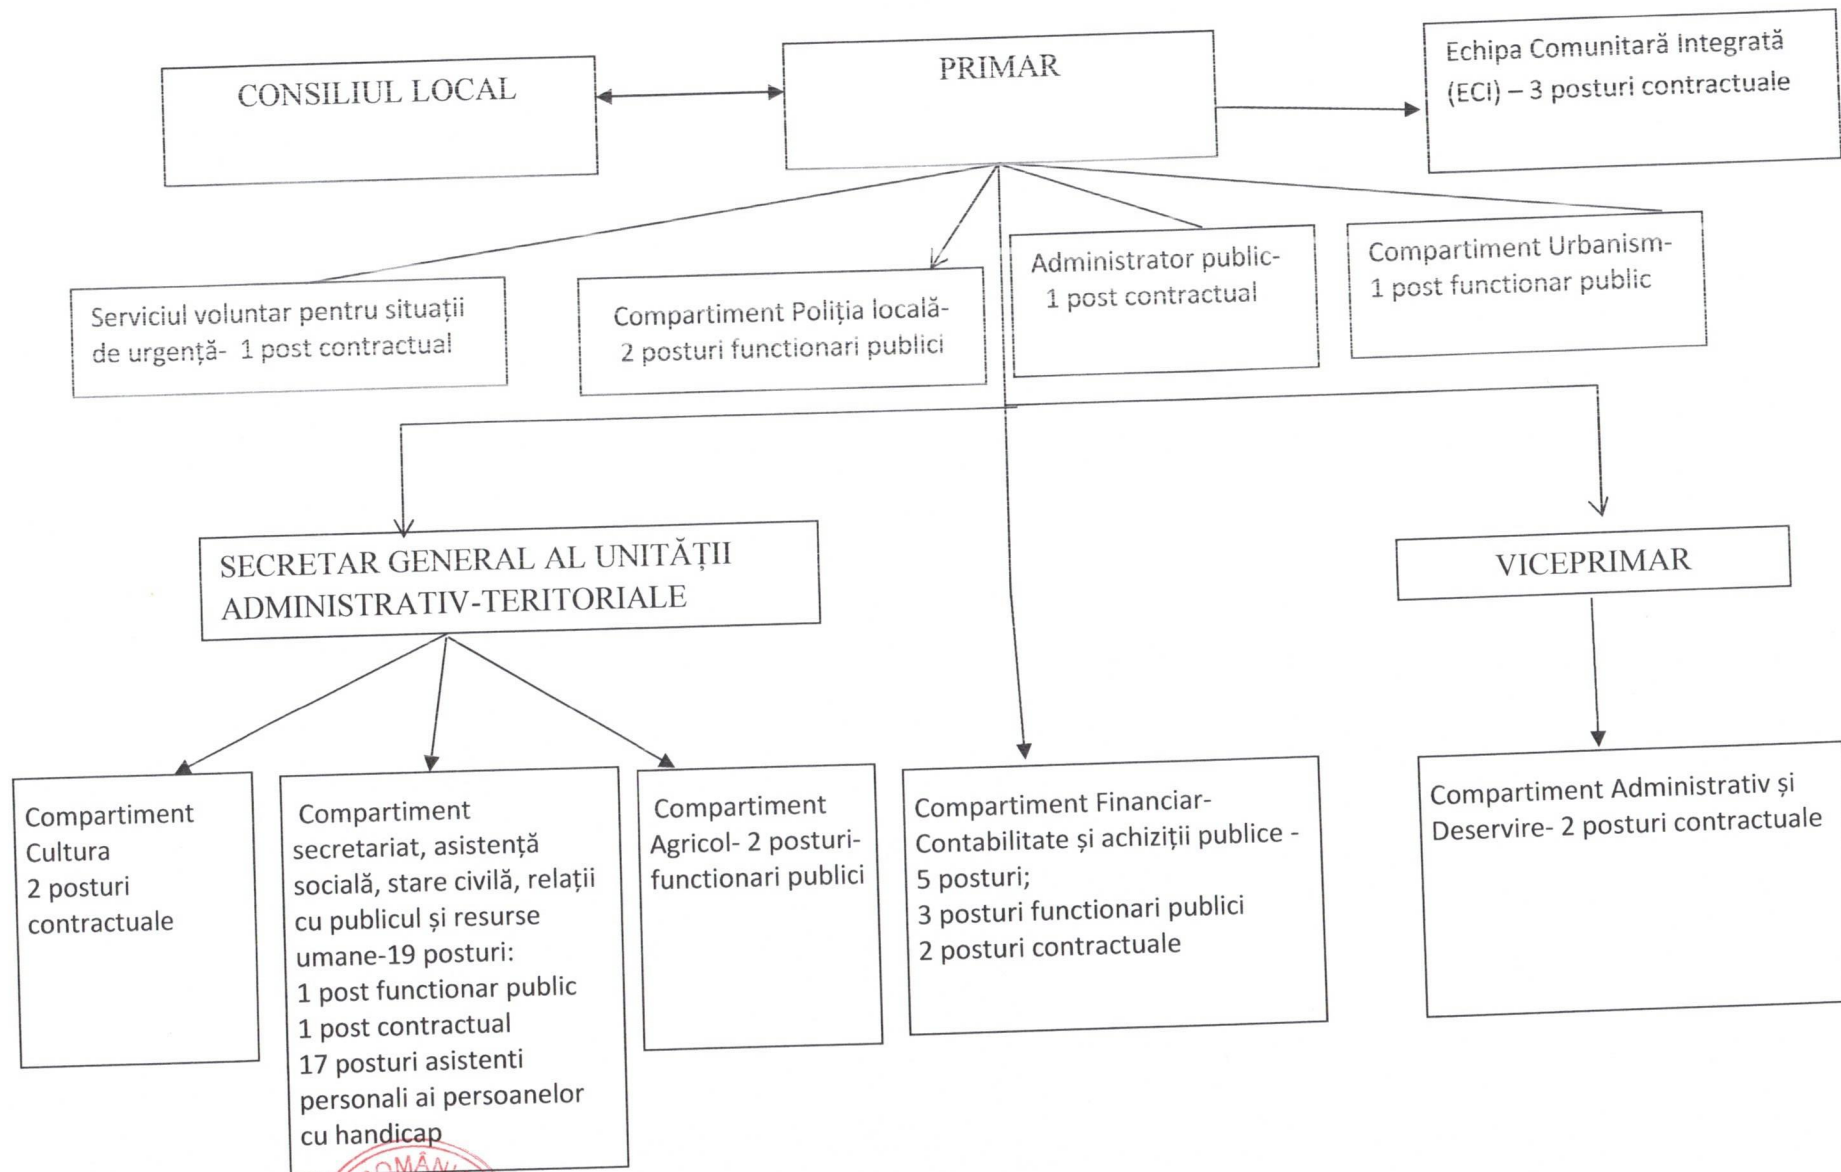 CONSILIUL LOCAL
PRIMAR
Echipa Comunitară Integrată
(ECI) – 3 posturi contractuale
Serviciul voluntar pentru situații
de urgență- 1 post contractual
Compartiment Poliția locală-
2 posturi functionari publici
Administrator public-
1 post contractual
Compartiment Urbanism-
1 post functionar public
SECRETAR GENERAL AL UNITĂȚII
ADMINISTRATIV-TERITORIALE
VICEPRIMAR
Compartiment
Cultura
2 posturi
contractuale
Compartiment
secretariat, asistență
socială, stare civilă, relații
cu publicul și resurse
umane-19 posturi:
1 post functionar public
1 post contractual
17 posturi asistenti
personali ai persoanelor
cu handicap
Compartiment
Agricol- 2 posturi-
functionari publici
Compartiment Financiar-
Contabilitate și achiziții publice -
5 posturi;
3 posturi functionari publici
2 posturi contractuale
Compartiment Administrativ și
Deservire- 2 posturi contractuale